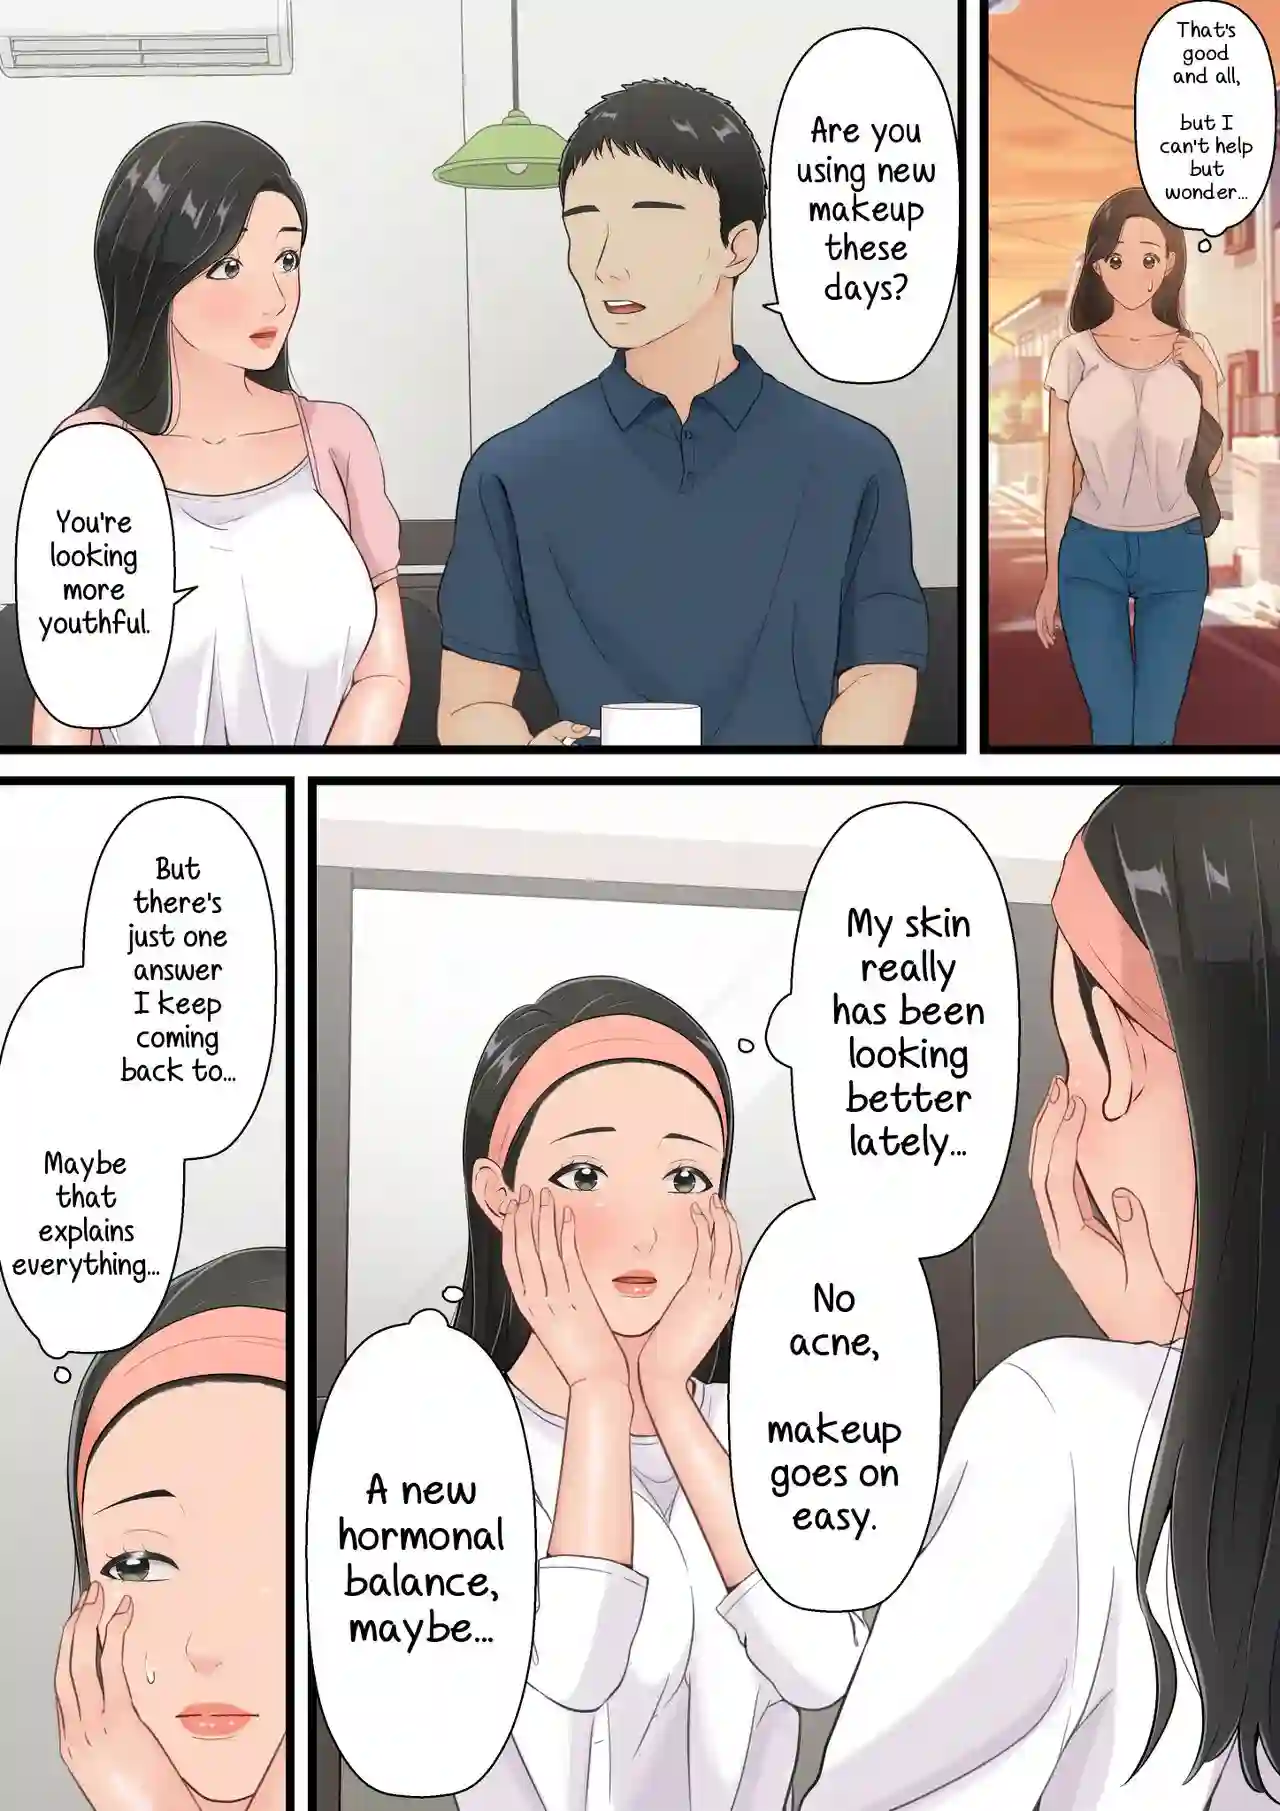 That's
good
and all,
but I
can't help
but
wonder...
Are you
using new
makeup
these
days?
You're
looking
more
youthful.
My skin
really
has been
looking
better
lately...
No
acne,
makeup
goes on
easy.
A new
hormonal
balance,
maybe...
But
there's
just one
answer
I keep
coming
back to...
Maybe
that
explains
everything...